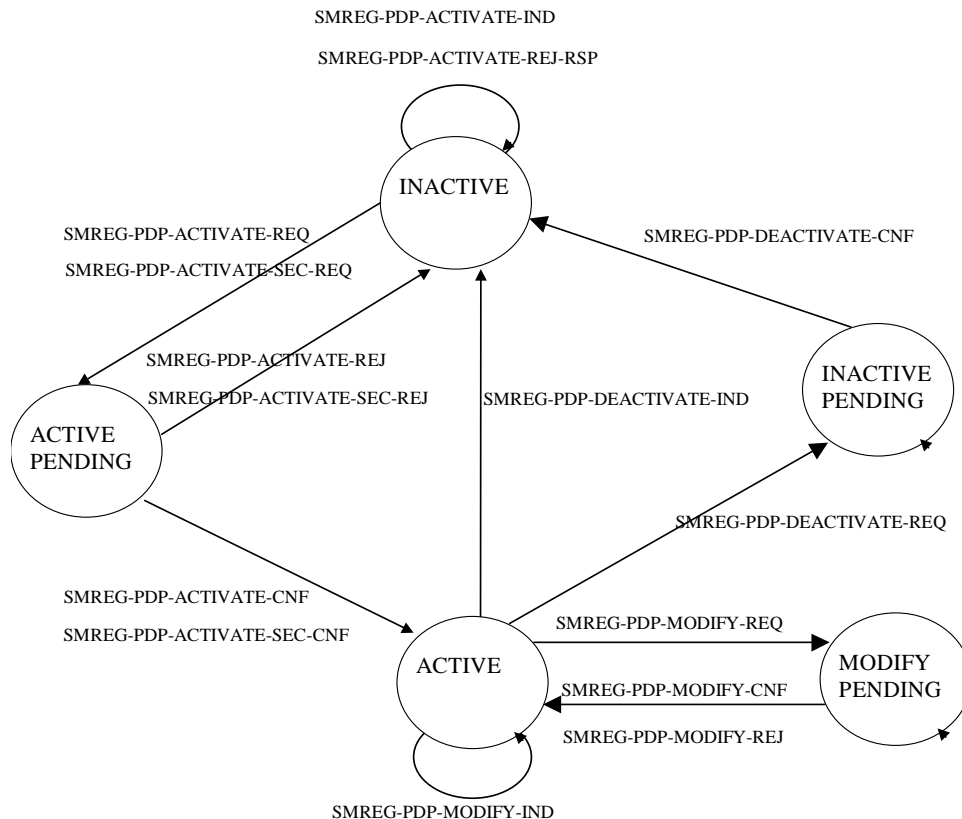 SMREG-PDP-ACTIVATE-IND
SMREG-PDP-ACTIVATE-REJ-RSP
INACTIVE
SMREG-PDP-ACTIVATE-REQ
SMREG-PDP-ACTIVATE-SEC-REQ
SMREG-PDP-DEACTIVATE-CNF
SMREG-PDP-ACTIVATE-REJ
SMREG-PDP-ACTIVATE-SEC-REJ
SMREG-PDP-DEACTIVATE-IND
INACTIVE
PENDING
ACTIVE
PENDING
SMREG-PDP-DEACTIVATE-REQ
SMREG-PDP-ACTIVATE-CNF
SMREG-PDP-ACTIVATE-SEC-CNF
ACTIVE
SMREG-PDP-MODIFY-REQ
SMREG-PDP-MODIFY-CNF
SMREG-PDP-MODIFY-REJ
MODIFY
PENDING
SMREG-PDP-MODIFY-IND